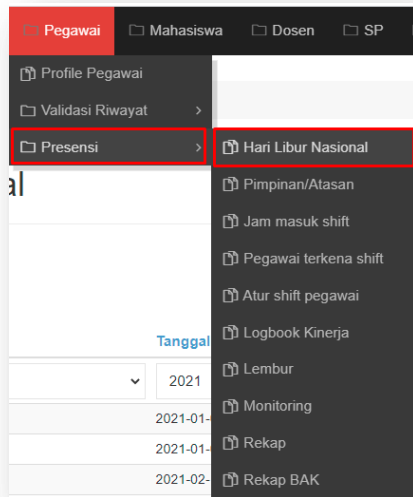 Pegawai Mahasiswa Dosen SP
Profile Pegawai
Validasi Riwayat
Presensi
Hari Libur Nasional
Pimpinan/Atasan
Jam masuk shift
Pegawai terkena shift
Atur shift pegawai
Logbook Kinerja
Lembur
Monitoring
Rekap
Rekap BAK
al
Tanggal
2021
2021-01-
2021-01-
2021-02-